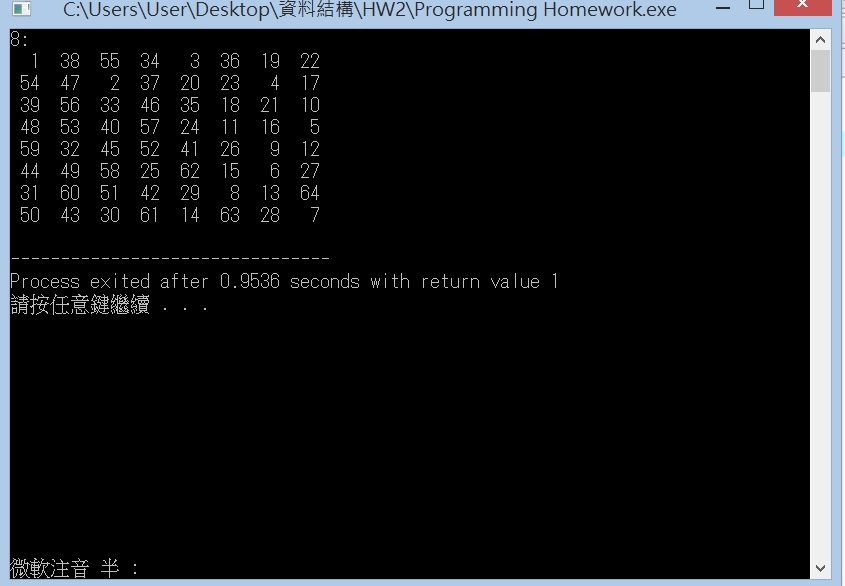 C:\Users\User\Desktop\資料結構\HW2\Programming Homework.exe
8:
1 38 55 34 3 36 19 22
54 47 2 37 20 23 4 17
39 56 33 46 35 18 21 10
48 53 40 57 24 11 16 5
59 32 45 52 41 26 9 12
44 49 58 25 62 15 6 27
31 60 51 42 29 8 13 64
50 43 30 61 14 63 28 7
--------------------------------
Process exited after 0.9536 seconds with return value 1
請按任意鍵繼續 . . .
微軟注音 半 :